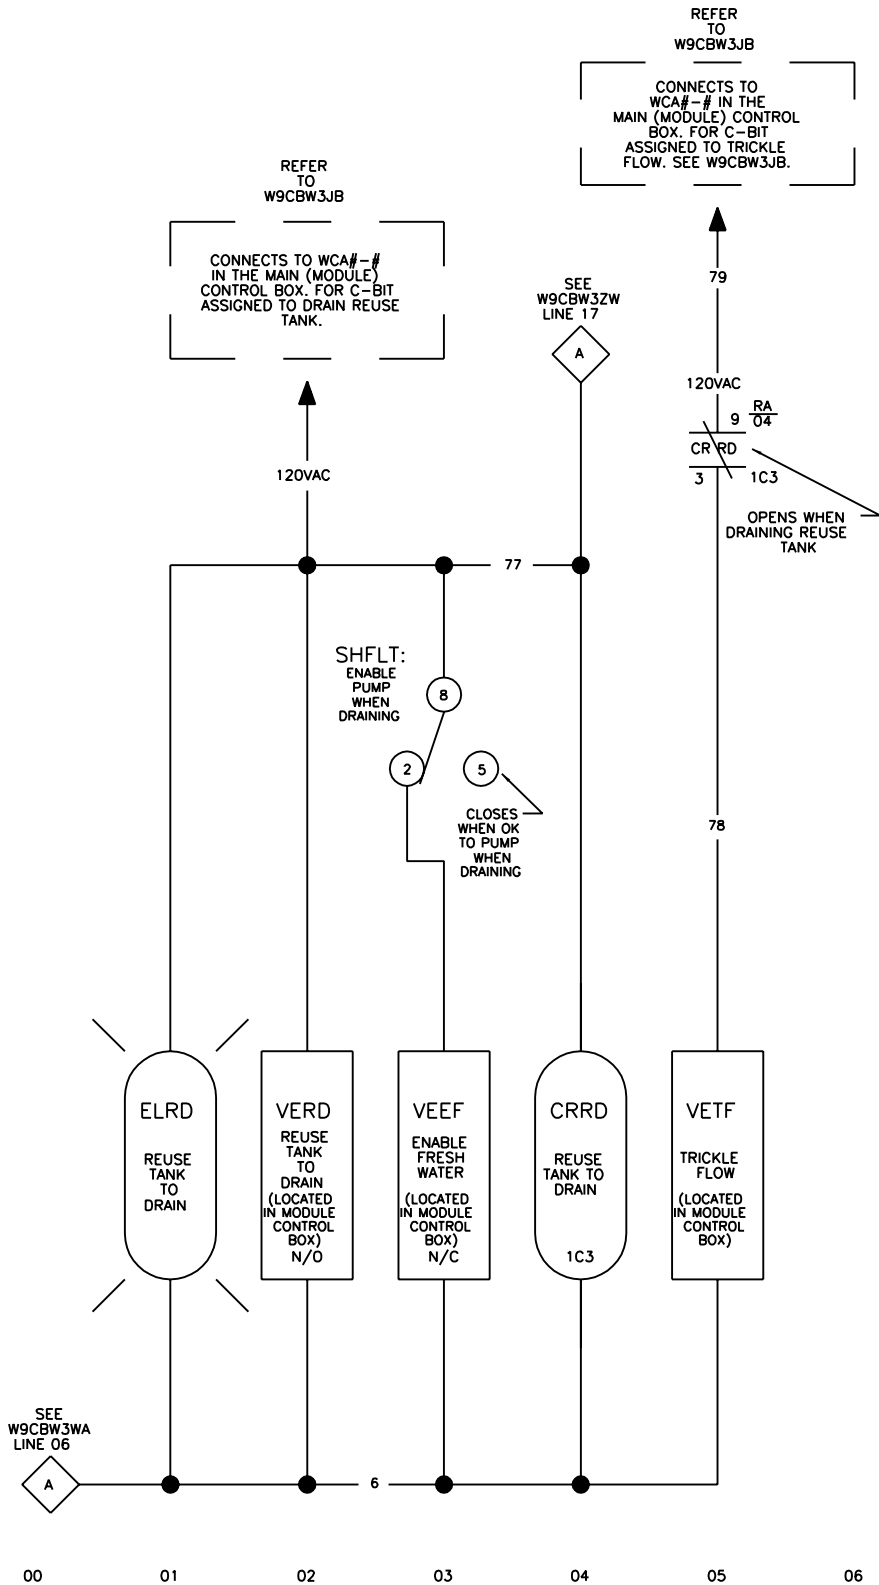 REFER
TO
W9CBW3JB
CONNECTS TO
WCA#-# IN THE
MAIN (MODULE) CONTROL
BOX. FOR C-BIT
ASSIGNED TO TRICKLE
FLOW. SEE W9CBW3JB.
REFER
TO
W9CBW3JB
CONNECTS TO WCA#-#
IN THE MAIN (MODULE)
CONTROL BOX. FOR C-BIT
ASSIGNED TO DRAIN REUSE
TANK.
SEE
W9CBW3ZW
LINE 17
A
79
120VAC
9
RA
04
CR RD
3
1C3
OPENS WHEN
DRAINING REUSE
TANK
120VAC
77
SHFLT:
ENABLE
PUMP
WHEN
DRAINING
8
2
5
CLOSES
WHEN OK
TO PUMP
WHEN
DRAINING
78
ELRD
REUSE
TANK
TO
DRAIN
VERD
REUSE
TANK
TO
DRAIN
(LOCATED
IN MODULE
CONTROL
BOX)
N/O
VEEF
ENABLE
FRESH
WATER
(LOCATED
IN MODULE
CONTROL
BOX)
N/C
CRRD
REUSE
TANK TO
DRAIN
1C3
VETF
TRICKLE
FLOW
(LOCATED
IN MODULE
CONTROL
BOX)
SEE
W9CBW3WA
LINE 06
A
6
00 01 02 03 04 05 06